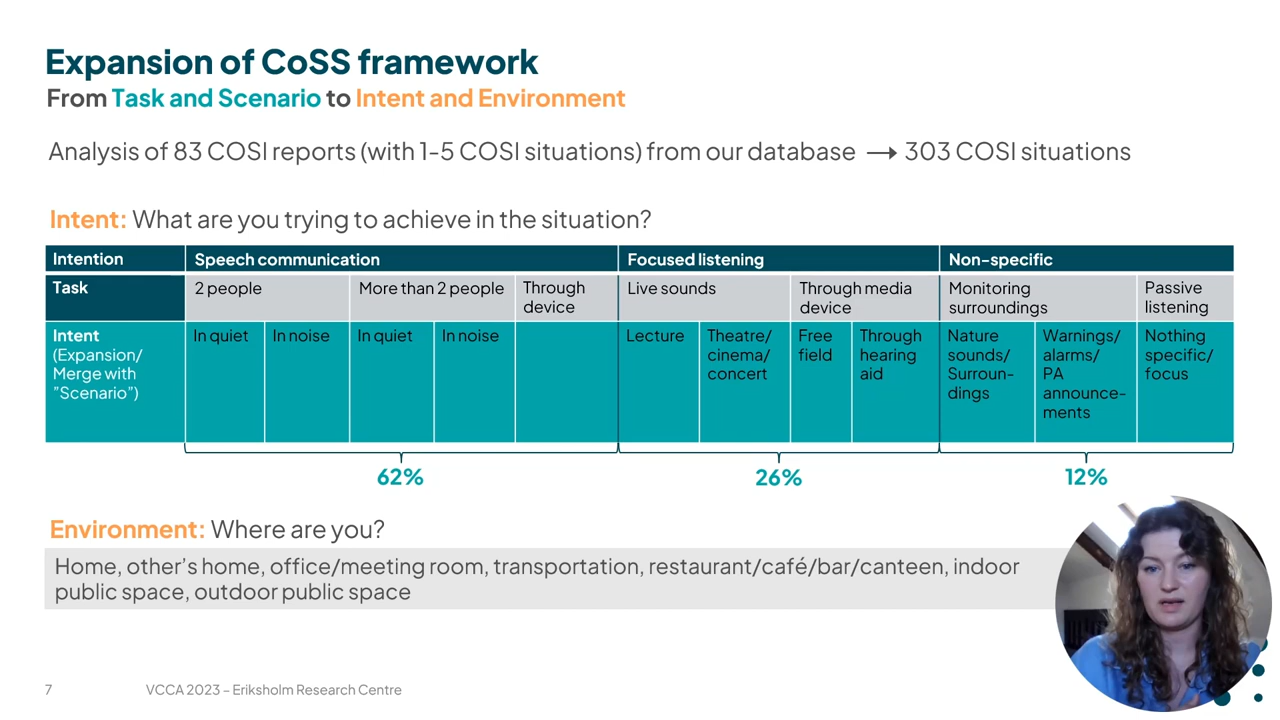 Expansion of CoSS framework
From Task and Scenario to Intent and Environment
Analysis of 83 COSI reports (with 1-5 COSI situations) from our database → 303 COSI situations
Intent: What are you trying to achieve in the situation?
Intention Speech communication Focused listening Non-specific
Task 2 people More than 2 people Through device Live sounds Through media device Monitoring surroundings Passive listening
Intent (Expansion/ Merge with ”Scenario”) In quiet In noise In quiet In noise Lecture Theatre/ cinema/ concert Free field Through hearing aid Nature sounds/ Surroun- dings Warnings/ alarms/ PA announce- ments Nothing specific/ focus
62% 26% 12%
Environment: Where are you?
Home, other’s home, office/meeting room, transportation, restaurant/café/bar/canteen, indoor
public space, outdoor public space
7 VCCA 2023 – Eriksholm Research Centre